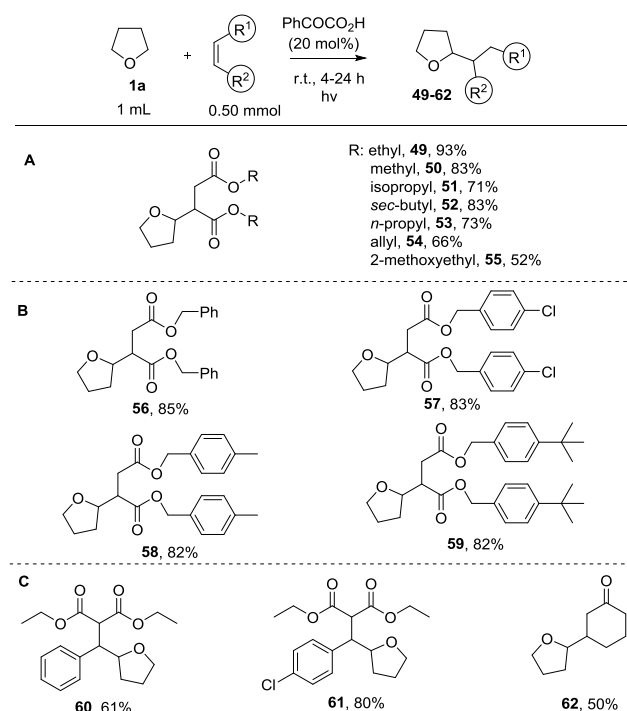 PhCOCO2H
(20 mol%)
r.t., 4-24 h
hv
O
1a
1 mL
+
R1
R2
0.50 mmol
O
R1
R2
49-62
A
O
O
R
O
O
R
O
R: ethyl, 49, 93%
methyl, 50, 83%
isopropyl, 51, 71%
sec-butyl, 52, 83%
n-propyl, 53, 73%
allyl, 54, 66%
2-methoxyethyl, 55, 52%
B
O
O
Ph
O
O
Ph
O
56, 85%
O
O
Cl
O
O
Cl
O
57, 83%
O
O
O
O
O
58, 82%
O
O
O
O
O
59, 82%
C
O
O
O
O
O
60, 61%
O
O
O
O
O
Cl
61, 80%
O
O
62, 50%